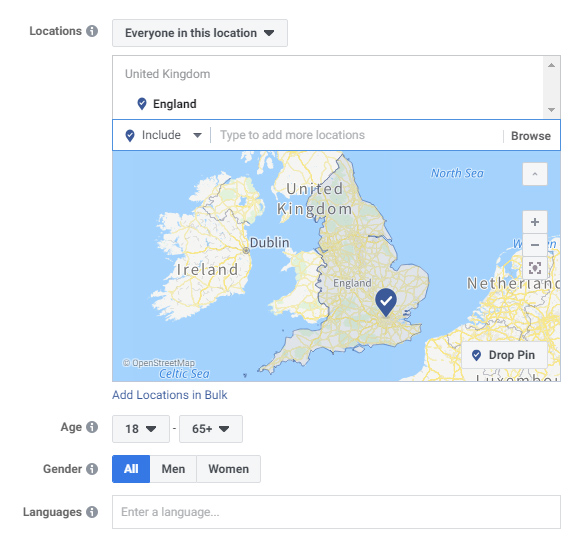 Locations
Everyone in this location
United Kingdom
England
Include
Type to add more locations
Browse
North Sea
United
Kingdom
Dublin
Ireland
England
Netherland
Drop Pin
© OpenStreetMap
Celtic Sea
Luxembou
Add Locations in Bulk
Age
18 - 65+
Gender
All Men Women
Languages
Enter a language...